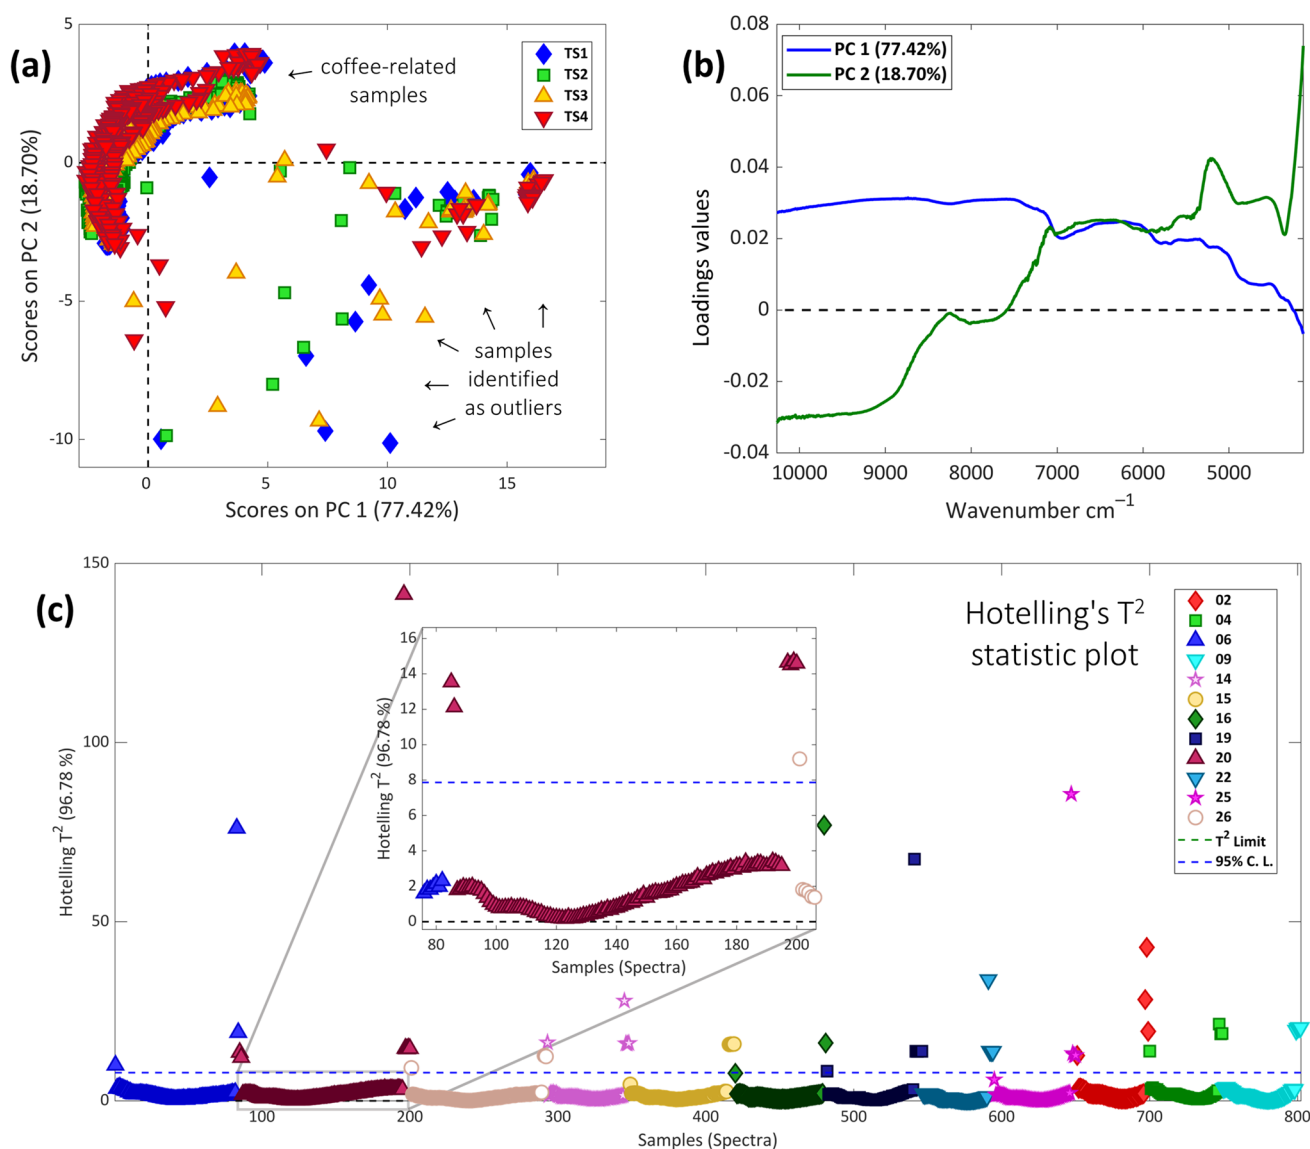 (a)
5
0
-5
-10
Scores on PC 2 (18.70%)
0
5
10
15
Scores on PC 1 (77.42%)
TS1
TS2
TS3
TS4
← coffee-related
samples
samples
identified
as outliers
(b)
0.08
0.06
0.04
0.02
0
-0.02
-0.04
Loadings values
PC 1 (77.42%)
PC 2 (18.70%)
10000
9000
8000
7000
6000
5000
Wavenumber cm⁻¹
(c)
150
100
50
0
Hotelling T² (96.78 %)
100
200
300
400
500
600
700
800
Samples (Spectra)
Hotelling's T²
statistic plot
16
14
12
10
8
6
4
2
0
Hotelling T² (96.78 %)
80
100
120
140
160
180
200
Samples (Spectra)
02
04
06
09
14
15
16
19
20
22
25
26
T² Limit
95% C. L.